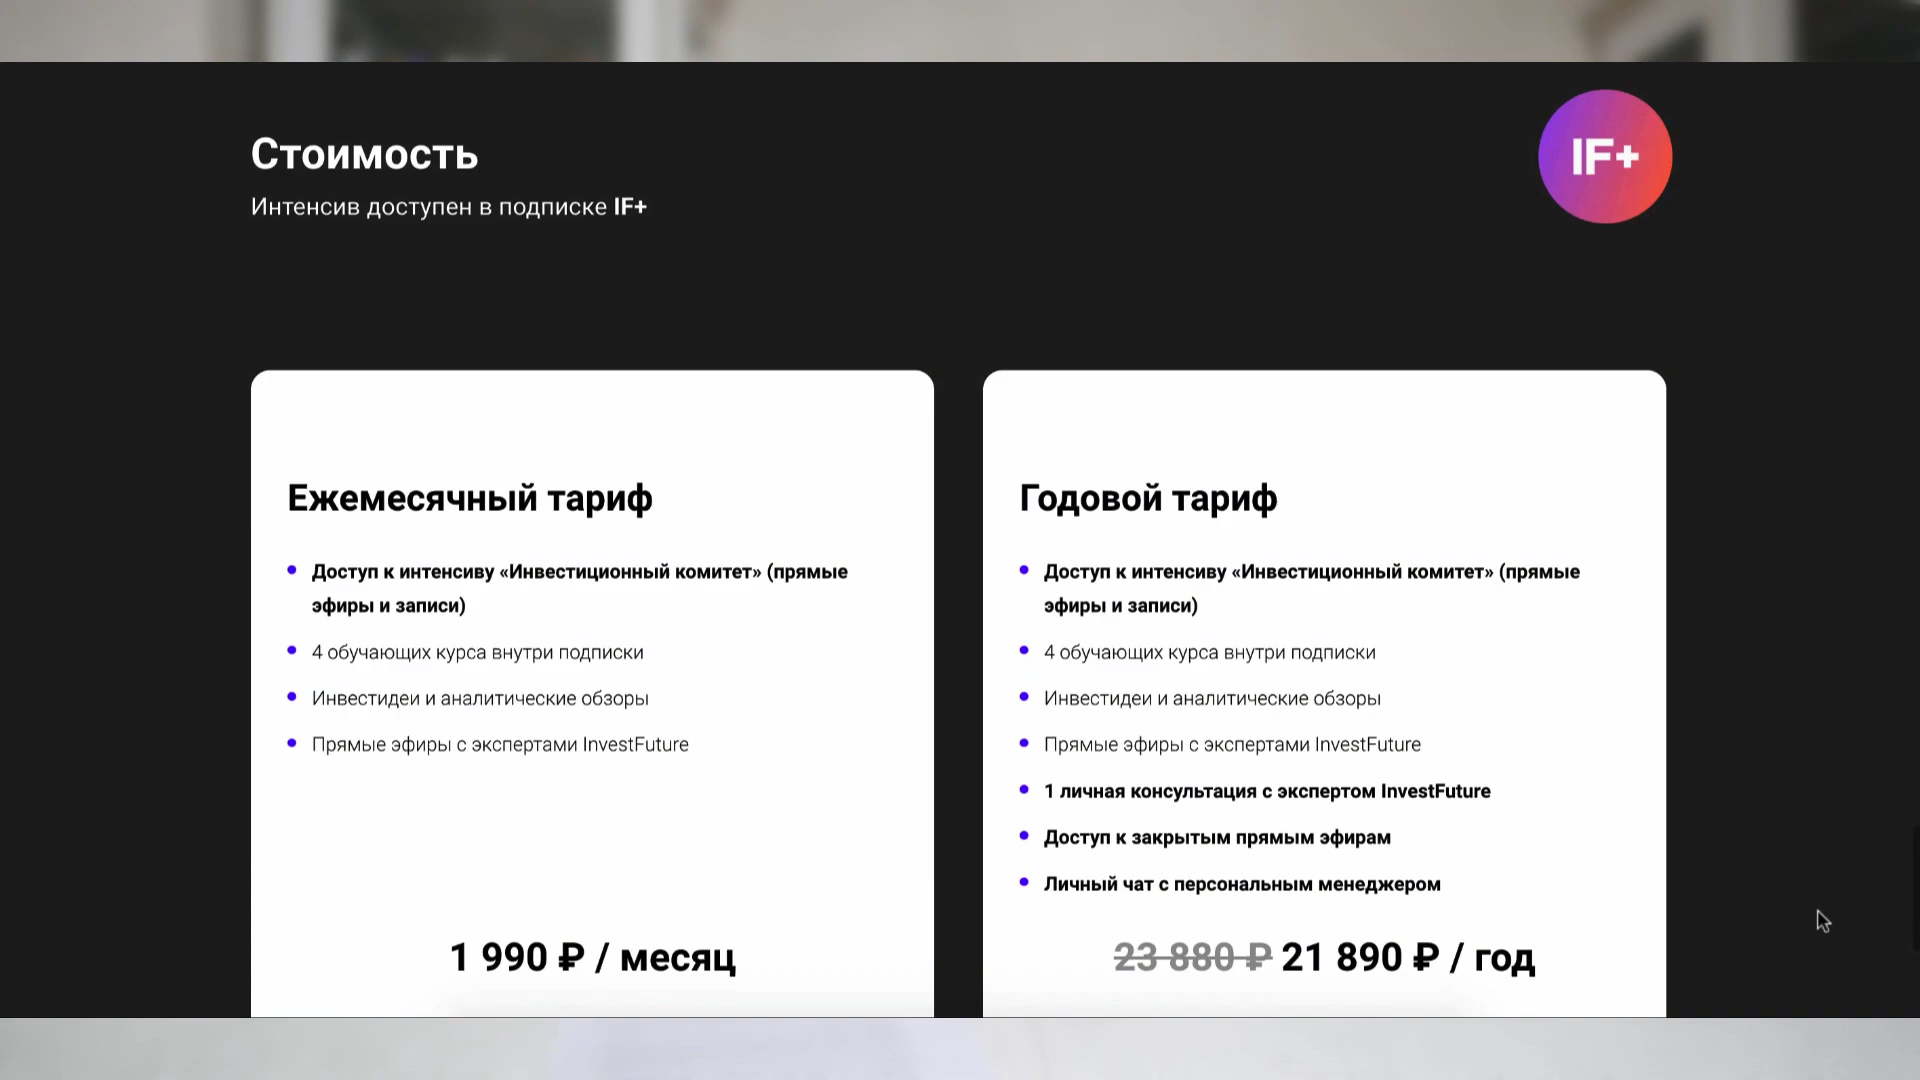 Стоимость
IF+
Интенсив доступен в подписке IF+
Ежемесячный тариф
Доступ к интенсиву «Инвестиционный комитет» (прямые
эфиры и записи)
4 обучающих курса внутри подписки
Инвестидеи и аналитические обзоры
Прямые эфиры с экспертами InvestFuture
1 990 ₽ / месяц
Годовой тариф
Доступ к интенсиву «Инвестиционный комитет» (прямые
эфиры и записи)
4 обучающих курса внутри подписки
Инвестидеи и аналитические обзоры
Прямые эфиры с экспертами InvestFuture
1 личная консультация с экспертом InvestFuture
Доступ к закрытым прямым эфирам
Личный чат с персональным менеджером
23 880 ₽ 21 890 ₽ / год